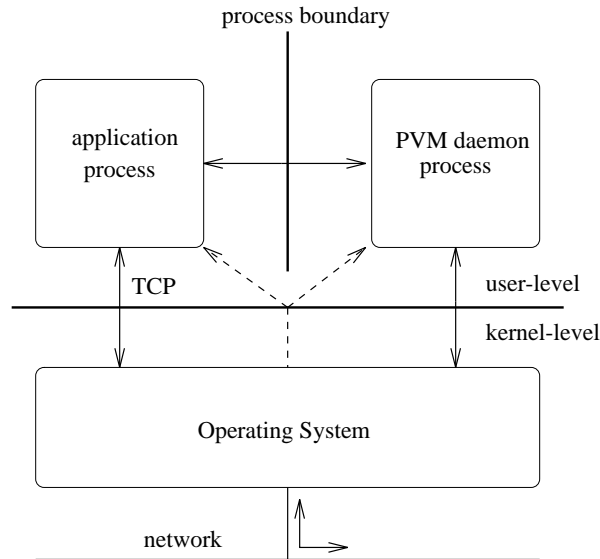 process boundary
application
process
PVM daemon
process
TCP
user-level
kernel-level
Operating System
network